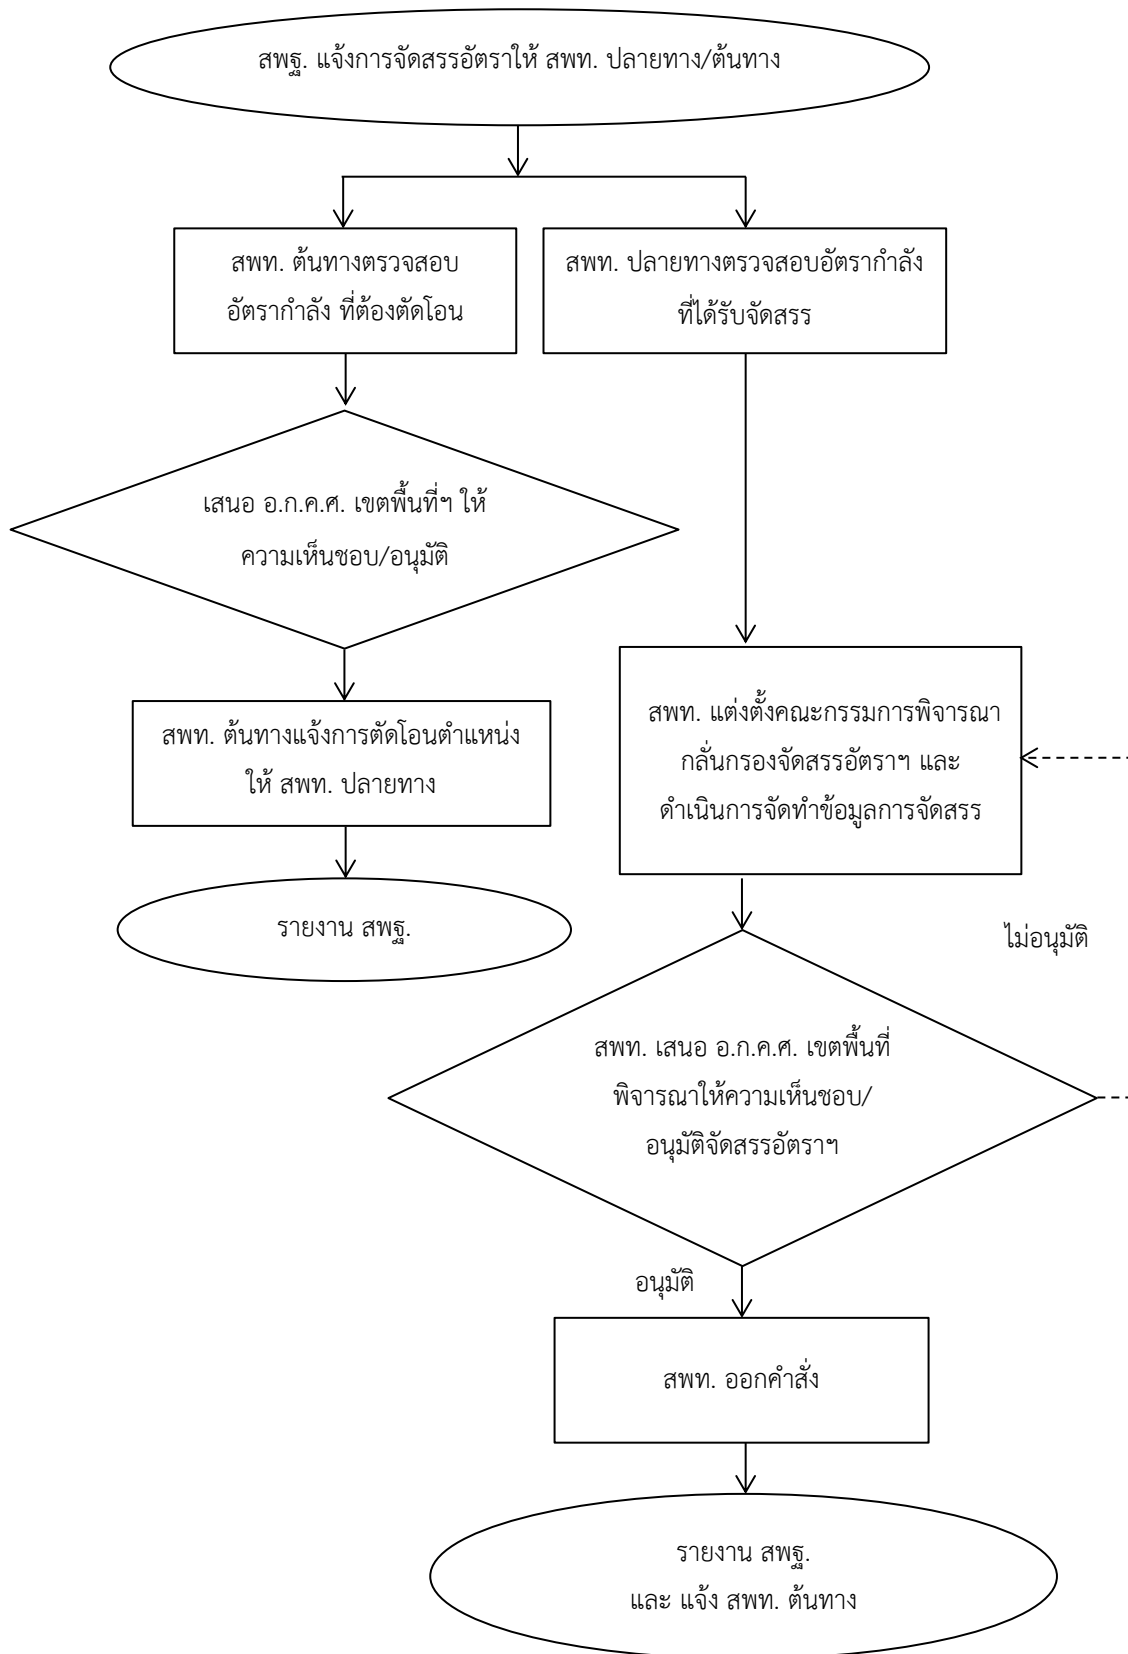 สพฐ. แจ้งการจัดสรรอัตราให้ สพท. ปลายทาง/ต้นทาง
สพท. ต้นทางตรวจสอบ
อัตรากำลัง ที่ต้องตัดโอน
สพท. ปลายทางตรวจสอบอัตรากำลัง
ที่ได้รับจัดสรร
เสนอ อ.ก.ค.ศ. เขตพื้นที่ฯ ให้
ความเห็นชอบ/อนุมัติ
สพท. ต้นทางแจ้งการตัดโอนตำแหน่ง
ให้ สพท. ปลายทาง
สพท. แต่งตั้งคณะกรรมการพิจารณา
กลั่นกรองจัดสรรอัตราฯ และ
ดำเนินการจัดทำข้อมูลการจัดสรร
รายงาน สพฐ.
ไม่อนุมัติ
สพท. เสนอ อ.ก.ค.ศ. เขตพื้นที่
พิจารณาให้ความเห็นชอบ/
อนุมัติจัดสรรอัตราฯ
อนุมัติ
สพท. ออกคำสั่ง
รายงาน สพฐ.
และ แจ้ง สพท. ต้นทาง